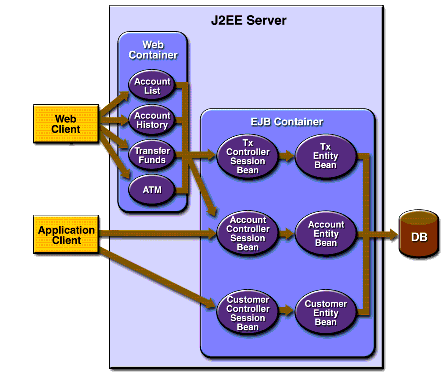 J2EE Server
Web
Container
Account
List
Account
History
Transfer
Funds
ATM
Web
Client
Application
Client
EJB Container
Tx
Controller
Session
Bean
Tx
Entity
Bean
Account
Controller
Session
Bean
Account
Entity
Bean
Customer
Controller
Session
Bean
Customer
Entity
Bean
DB